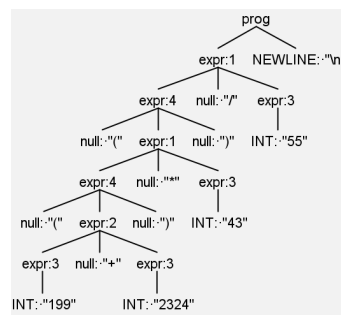 prog
expr:1 NEWLINE:·"\n
expr:4 null:·"/" expr:3
null:·"(" expr:1 null:·")" INT:·"55"
expr:4 null:·"*" expr:3
null:·"(" expr:2 null:·")" INT:·"43"
expr:3 null:·"+" expr:3
INT:·"199" INT:·"2324"